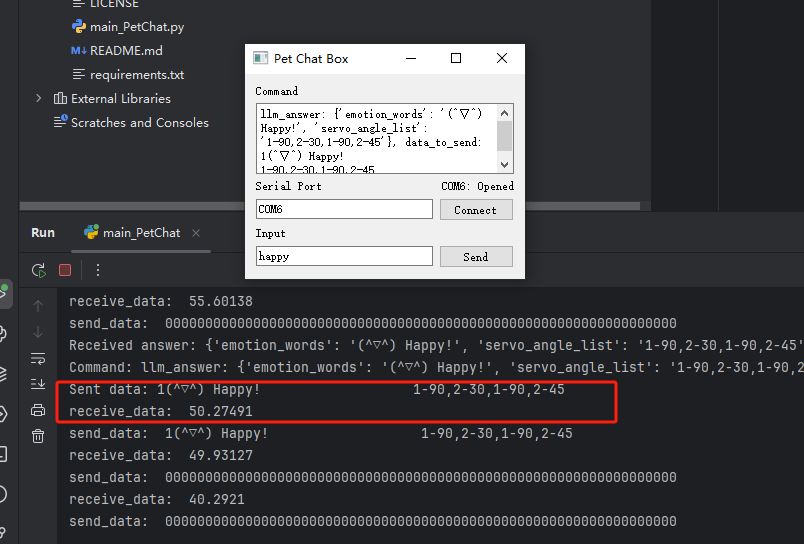 LICENSE
main_PetChat.py
README.md
requirements.txt
External Libraries
Scratches and Consoles
Pet Chat Box
Command
llm_answer: {'emotion_words': '(^▽^)
Happy!', 'servo_angle_list':
'1-90,2-30,1-90,2-45'}, data_to_send:
1(^▽^) Happy!
1-90,2-30,1-90,2-45
Serial Port COM6: Opened
COM6 Connect
Input
happy Send
Run main_PetChat
receive_data: 55.60138
send_data: 0000000000000000000000000000000000000000000000000000000000000000
Received answer: {'emotion_words': '(^▽^) Happy!', 'servo_angle_list': '1-90,2-30,1-90,2-45'
Command: llm_answer: {'emotion_words': '(^▽^) Happy!', 'servo_angle_list': '1-90,2-30,1-90,2
Sent data: 1(^▽^) Happy! 1-90,2-30,1-90,2-45
receive_data: 50.27491
send_data: 1(^▽^) Happy! 1-90,2-30,1-90,2-45
receive_data: 49.93127
send_data: 0000000000000000000000000000000000000000000000000000000000000000
receive_data: 40.2921
send_data: 0000000000000000000000000000000000000000000000000000000000000000